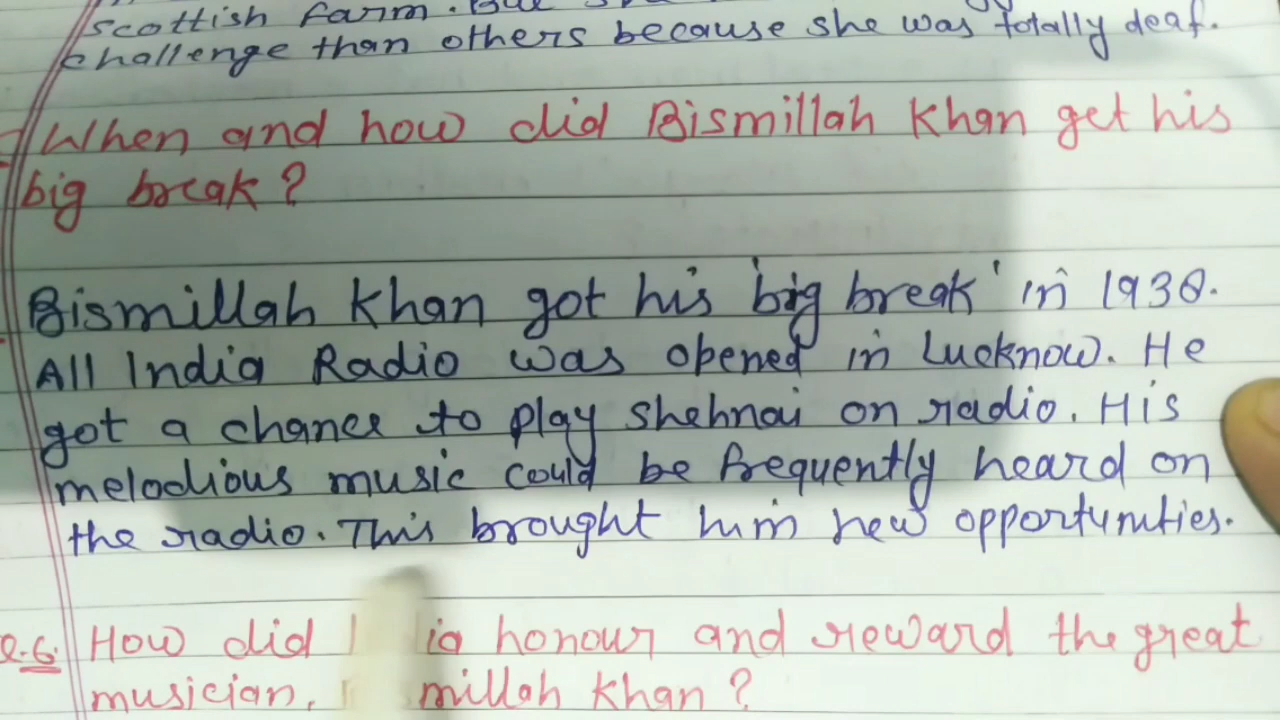 scottish farm.
challenge than others because she was totally deaf.
When and how did Bismillah Khan get his
big break?
Bismillah Khan got his 'big break' in 1938.
All India Radio was opened in Lucknow. He
got a chance to play shehnai on radio. His
melodious music could be frequently heard on
the radio. This brought him new opportunities.
Q.6. How did ia honour and reward the great
musician, millah Khan?